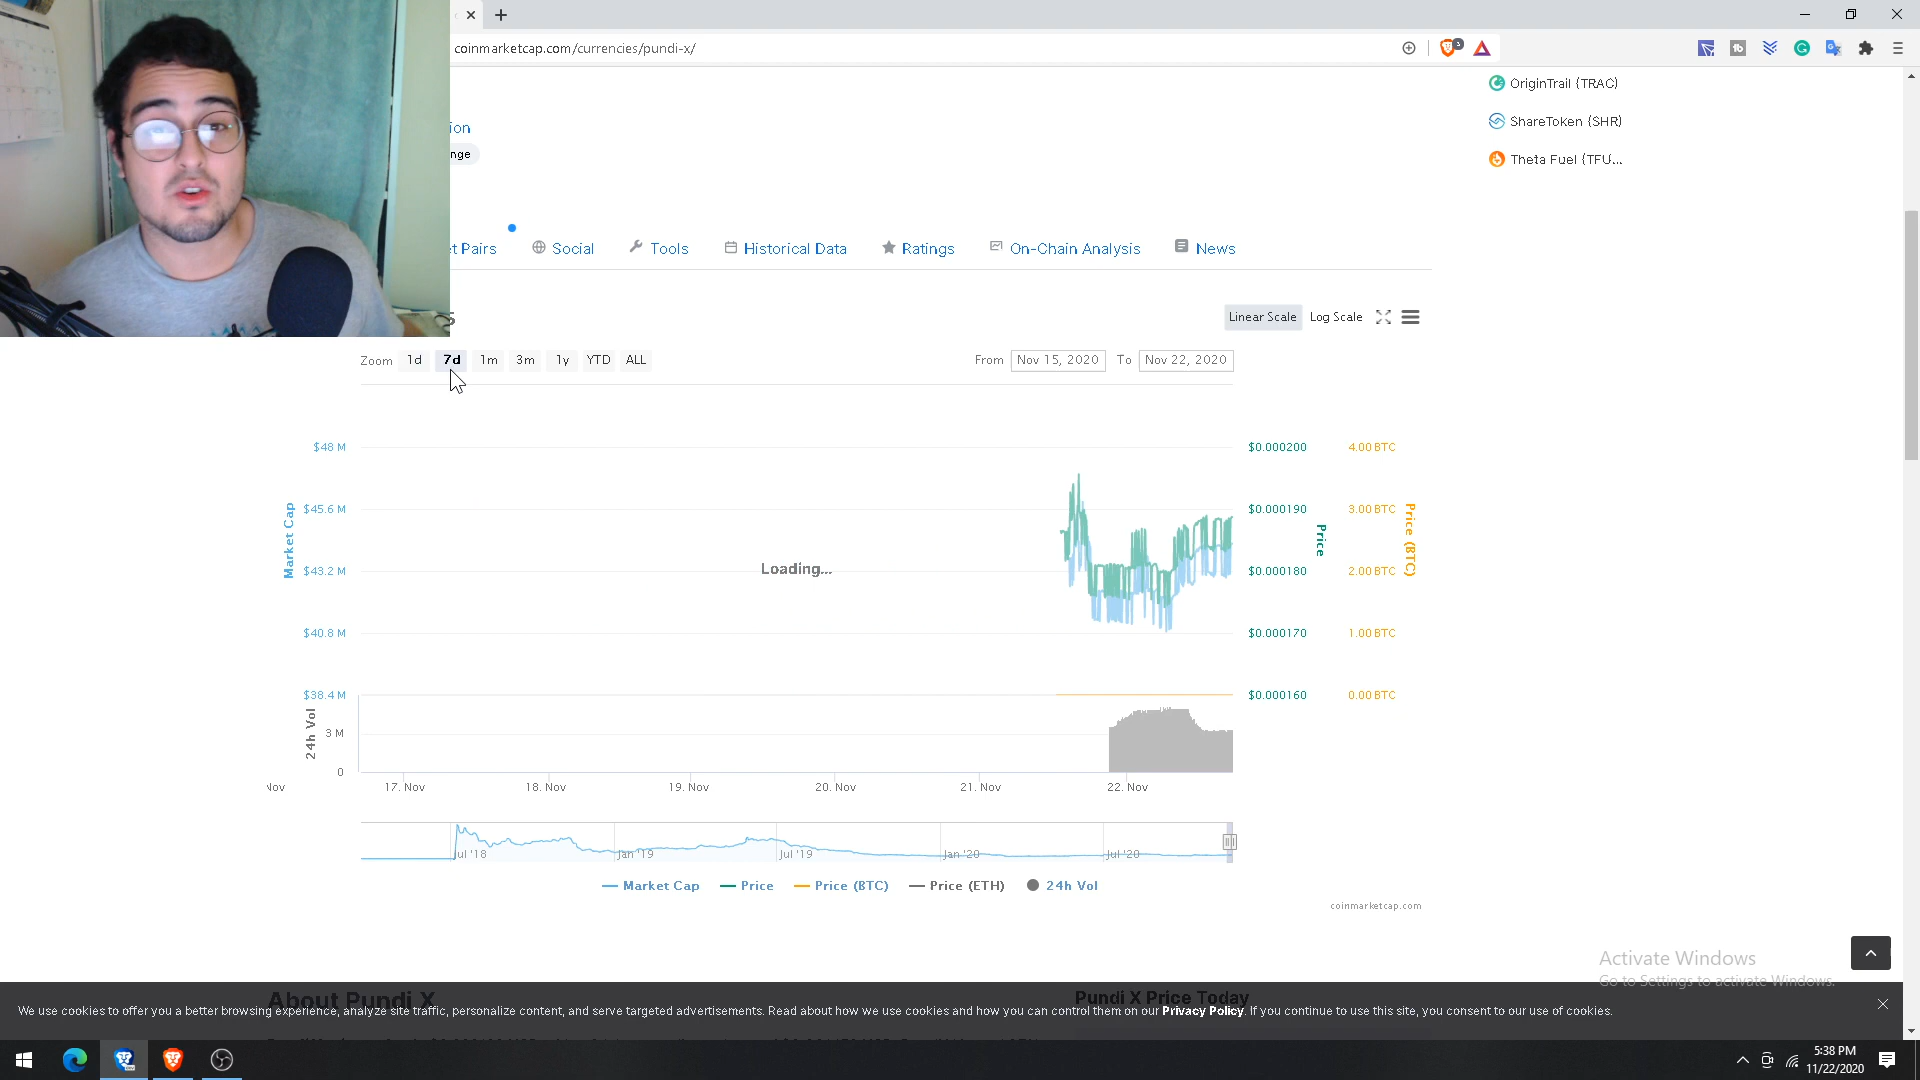 coinmarketcap.com/currencies/pundi-x/
3
OriginTrail (TRAC)
ion
ShareToken (SHR)
nge
Theta Fuel (TFU...
t Pairs
Social
Tools
Historical Data
Ratings
On-Chain Analysis
News
Linear Scale
Log Scale
Zoom 1d 7d 1m 3m 1y YTD ALL
From Nov 15, 2020 To Nov 22, 2020
$48 M
$0.000200
4.00 BTC
$45.6 M
$0.000190
3.00 BTC
Market Cap
Price
Price (BTC)
Loading...
$43.2 M
$0.000180
2.00 BTC
$40.8 M
$0.000170
1.00 BTC
$38.4 M
$0.000160
0.00 BTC
24h Vol
3 M
0
Nov
17. Nov
18. Nov
19. Nov
20. Nov
21. Nov
22. Nov
Jul '18
Jan '19
Jul '19
Jan '20
Jul '20
Market Cap
Price
Price (BTC)
Price (ETH)
24h Vol
coinmarketcap.com
Activate Windows
Go to Settings to activate Windows.
About Pundi X
Pundi X Price Today
We use cookies to offer you a better browsing experience, analyze site traffic, personalize content, and serve targeted advertisements. Read about how we use cookies and how you can control them on our Privacy Policy. If you continue to use this site, you consent to our use of cookies.
5:38 PM
11/22/2020